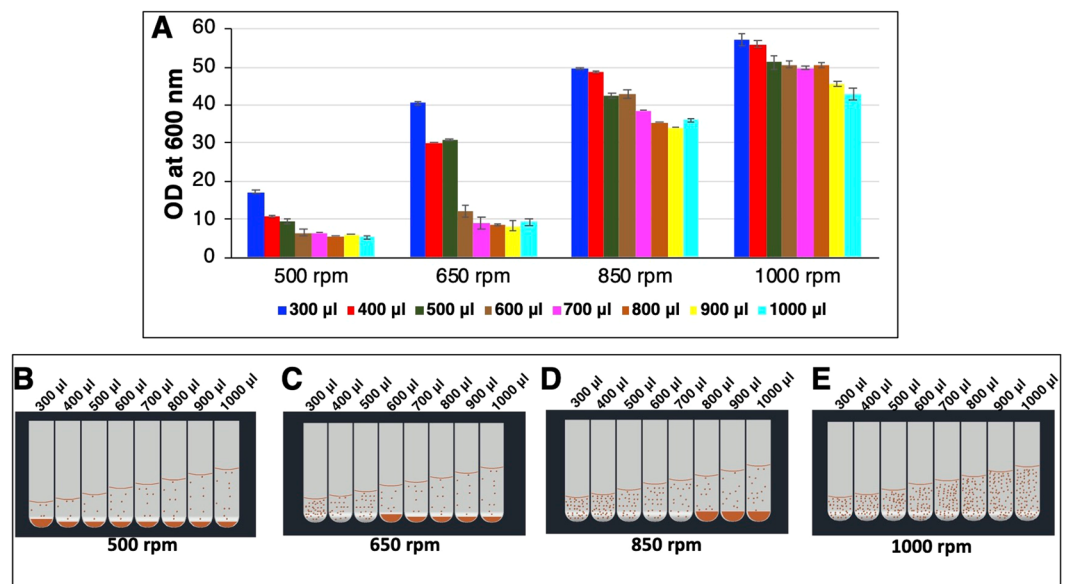 A
60
50
40
30
20
10
0
OD at 600 nm
500 rpm 650 rpm 850 rpm 1000 rpm
300 µl 400 µl 500 µl 600 µl 700 µl 800 µl 900 µl 1000 µl
B
300 µl 400 µl 500 µl 600 µl 700 µl 800 µl 900 µl 1000 µl
500 rpm
C
300 µl 400 µl 500 µl 600 µl 700 µl 800 µl 900 µl 1000 µl
650 rpm
D
300 µl 400 µl 500 µl 600 µl 700 µl 800 µl 900 µl 1000 µl
850 rpm
E
300 µl 400 µl 500 µl 600 µl 700 µl 800 µl 900 µl 1000 µl
1000 rpm